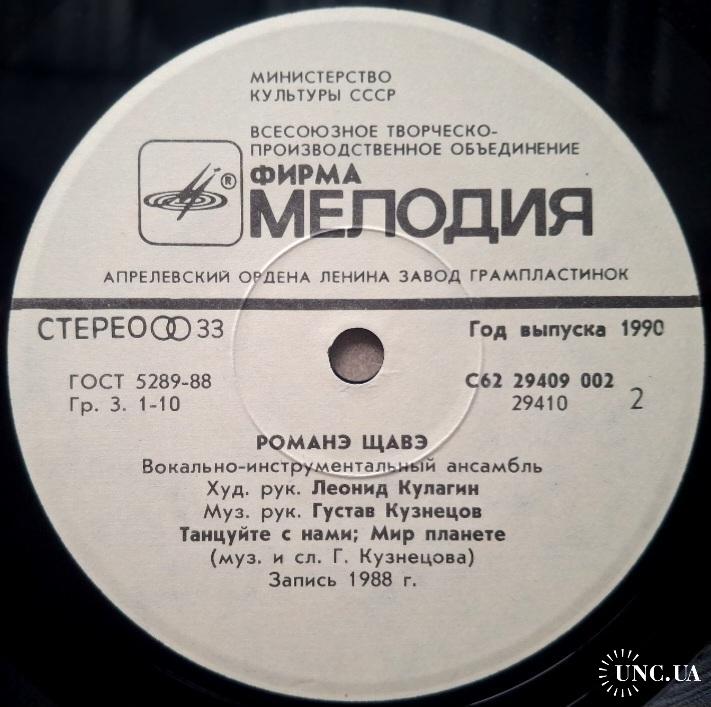 МИНИСТЕРСТВО
КУЛЬТУРЫ СССР
ВСЕСОЮЗНОЕ ТВОРЧЕСКО-
ПРОИЗВОДСТВЕННОЕ ОБЪЕДИНЕНИЕ
®
ФИРМА
МЕЛОДИЯ
АПРЕЛЕВСКИЙ ОРДЕНА ЛЕНИНА ЗАВОД ГРАМПЛАСТИНОК
СТЕРЕО 33
Год выпуска 1990
ГОСТ 5289-88
Гр. 3. 1-10
С62 29409 002
29410
2
РОМАНЭ ЩАВЭ
Вокально-инструментальный ансамбль
Худ. рук. Леонид Кулагин
Муз. рук. Густав Кузнецов
Танцуйте с нами; Мир планете
(муз. и сл. Г. Кузнецова)
Запись 1988 г.
UNC.UA